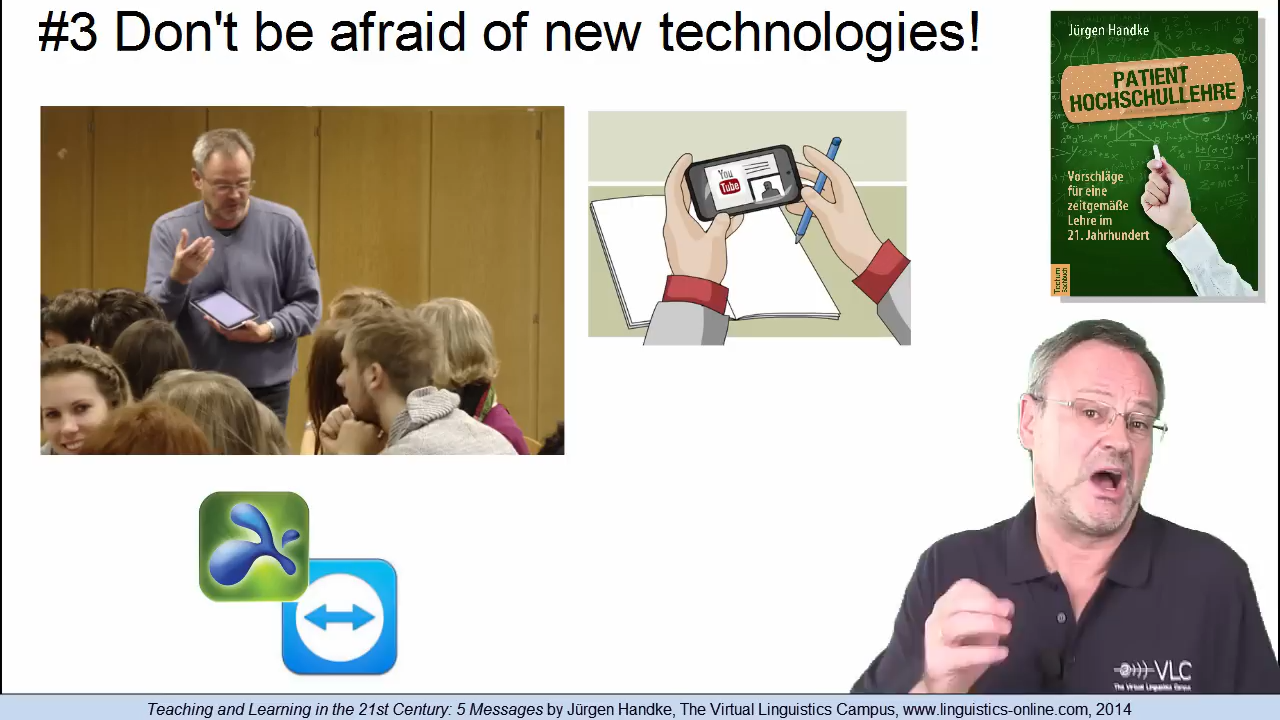 #3 Don't be afraid of new technologies!
Jürgen Handke
PATIENT
HOCHSCHULLEHRE
Vorschläge
für eine
zeitgemäße
Lehre im
21. Jahrhundert
Tectum
Sachbuch
You
Tube
VLC
The Virtual Linguistics Campus
Teaching and Learning in the 21st Century: 5 Messages by Jürgen Handke, The Virtual Linguistics Campus, www.linguistics-online.com, 2014